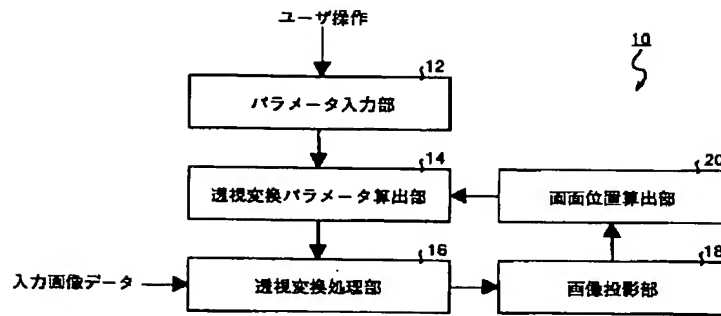 ユーザ操作
10
12
パラメータ入力部
14
透視変換パラメータ算出部
20
画面位置算出部
入力画像データ
16
透視変換処理部
18
画像投影部